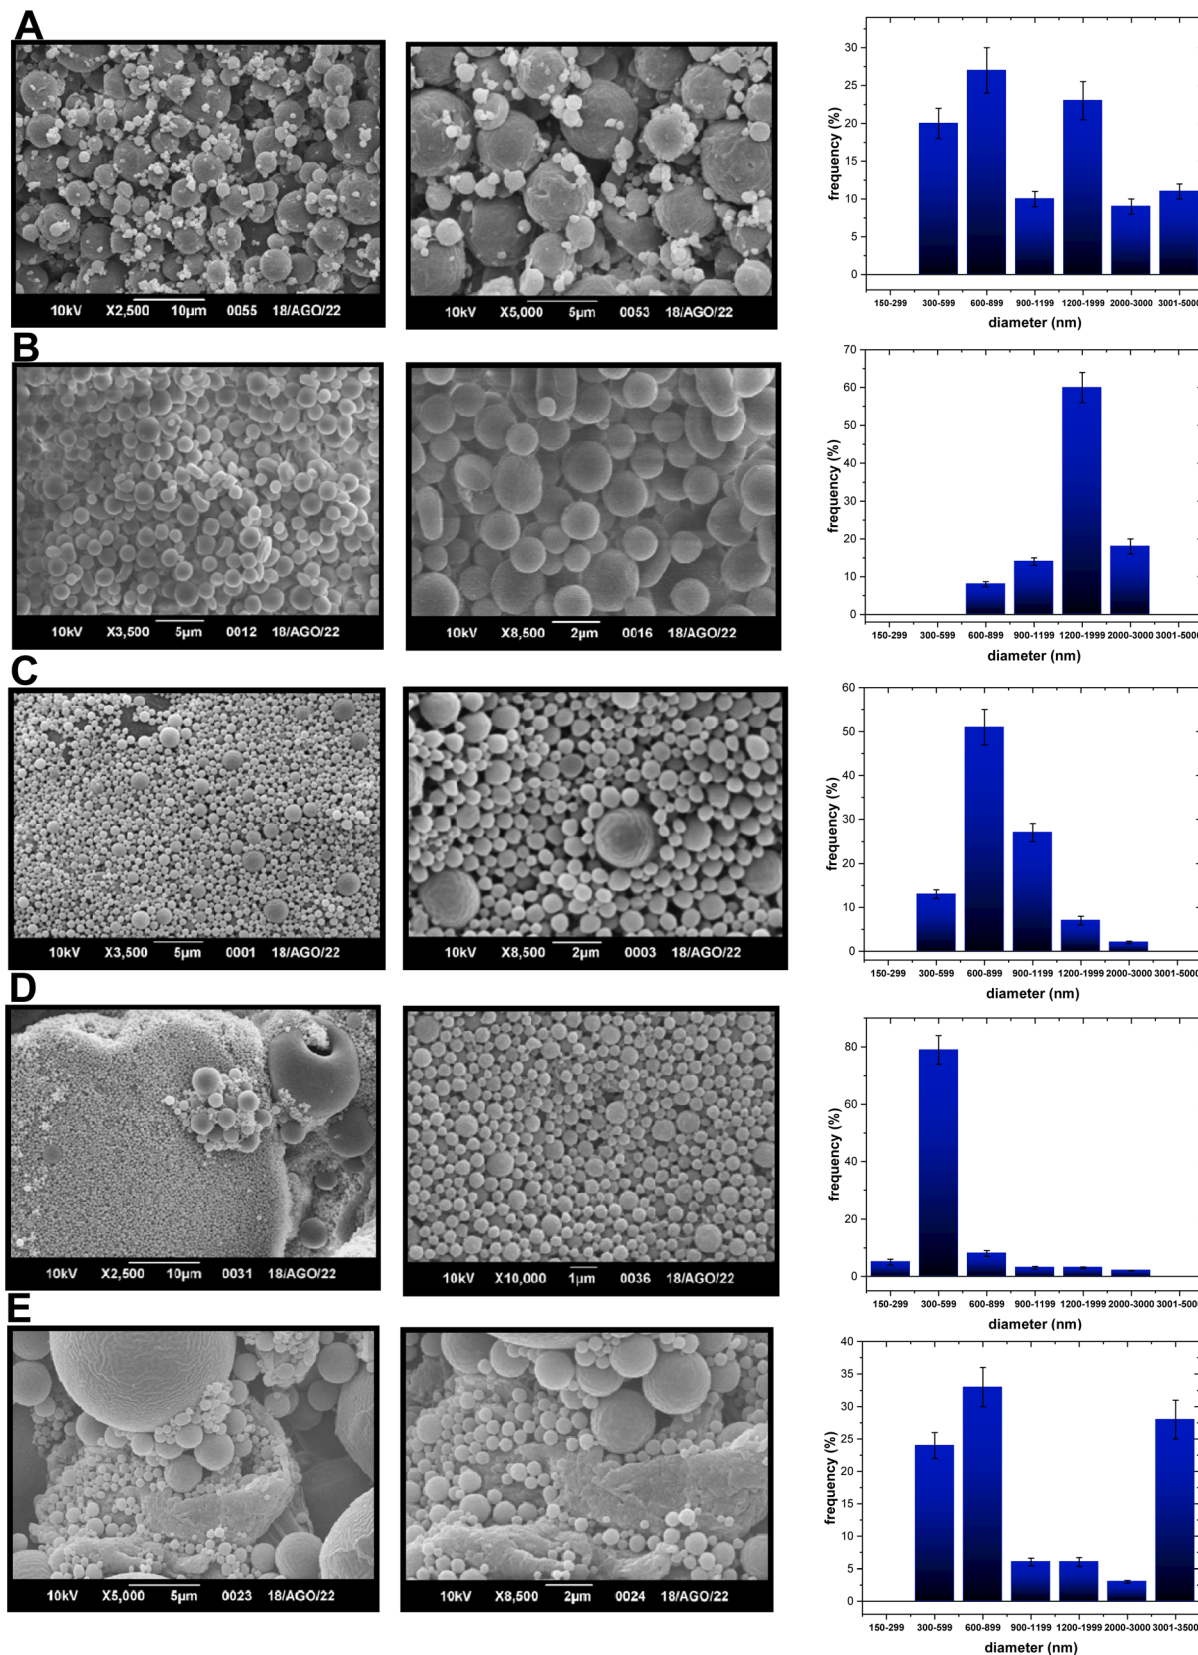 A
10kV X2,500 10µm 0055 18/AGO/22
10kV X5,000 5µm 0053 18/AGO/22
frequency (%)
30
25
20
15
10
5
0
150-299 300-599 600-899 900-1199 1200-1999 2000-3000 3001-5000
diameter (nm)
B
10kV X3,500 5µm 0012 18/AGO/22
10kV X8,500 2µm 0016 18/AGO/22
frequency (%)
70
60
50
40
30
20
10
0
150-299 300-599 600-899 900-1199 1200-1999 2000-3000 3001-5000
diameter (nm)
C
10kV X3,500 5µm 0001 18/AGO/22
10kV X8,500 2µm 0003 18/AGO/22
frequency (%)
60
50
40
30
20
10
0
150-299 300-599 600-899 900-1199 1200-1999 2000-3000 3001-5000
diameter (nm)
D
10kV X2,500 10µm 0031 18/AGO/22
10kV X10,000 1µm 0036 18/AGO/22
frequency (%)
80
60
40
20
0
150-299 300-599 600-899 900-1199 1200-1999 2000-3000 3001-5000
diameter (nm)
E
10kV X5,000 5µm 0023 18/AGO/22
10kV X8,500 2µm 0024 18/AGO/22
frequency (%)
40
35
30
25
20
15
10
5
0
150-299 300-599 600-899 900-1199 1200-1999 2000-3000 3001-3500
diameter (nm)